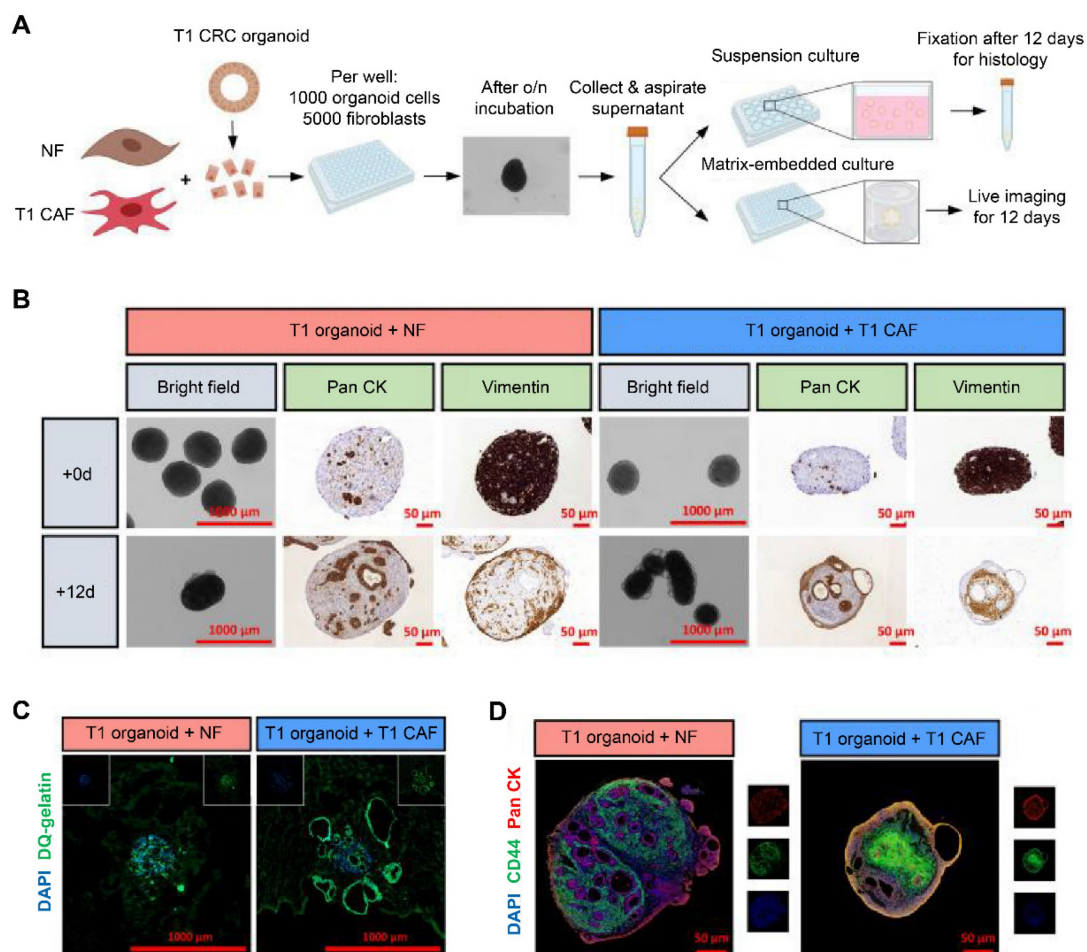 A
T1 CRC organoid
NF
+
T1 CAF
Per well:
1000 organoid cells
5000 fibroblasts
After o/n
incubation
Collect & aspirate
supernatant
Suspension culture
Fixation after 12 days
for histology
Matrix-embedded culture
Live imaging
for 12 days
B
T1 organoid + NF
T1 organoid + T1 CAF
Bright field
Pan CK
Vimentin
Bright field
Pan CK
Vimentin
+0d
1000 µm
50 µm
50 µm
1000 µm
50 µm
50 µm
+12d
1000 µm
50 µm
50 µm
1000 µm
50 µm
50 µm
C
T1 organoid + NF
T1 organoid + T1 CAF
DAPI DQ-gelatin
1000 µm
1000 µm
D
T1 organoid + NF
T1 organoid + T1 CAF
DAPI CD44 Pan CK
50 µm
50 µm